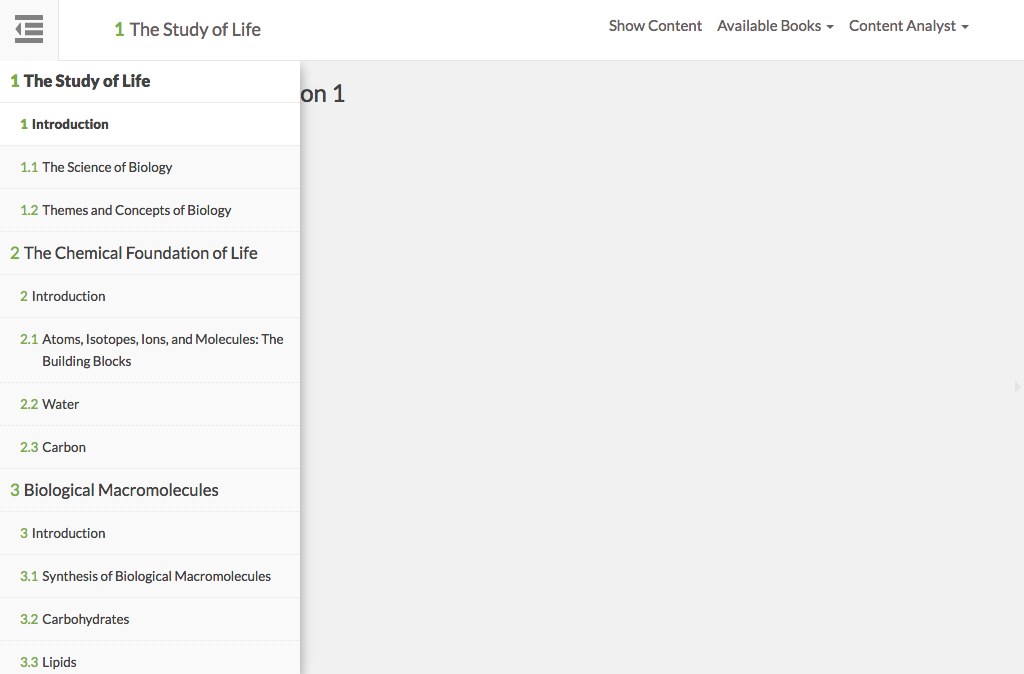 1 The Study of Life
Show Content
Available Books
Content Analyst
1 The Study of Life
on 1
1 Introduction
1.1 The Science of Biology
1.2 Themes and Concepts of Biology
2 The Chemical Foundation of Life
2 Introduction
2.1 Atoms, Isotopes, Ions, and Molecules: The
Building Blocks
2.2 Water
2.3 Carbon
3 Biological Macromolecules
3 Introduction
3.1 Synthesis of Biological Macromolecules
3.2 Carbohydrates
3.3 Lipids